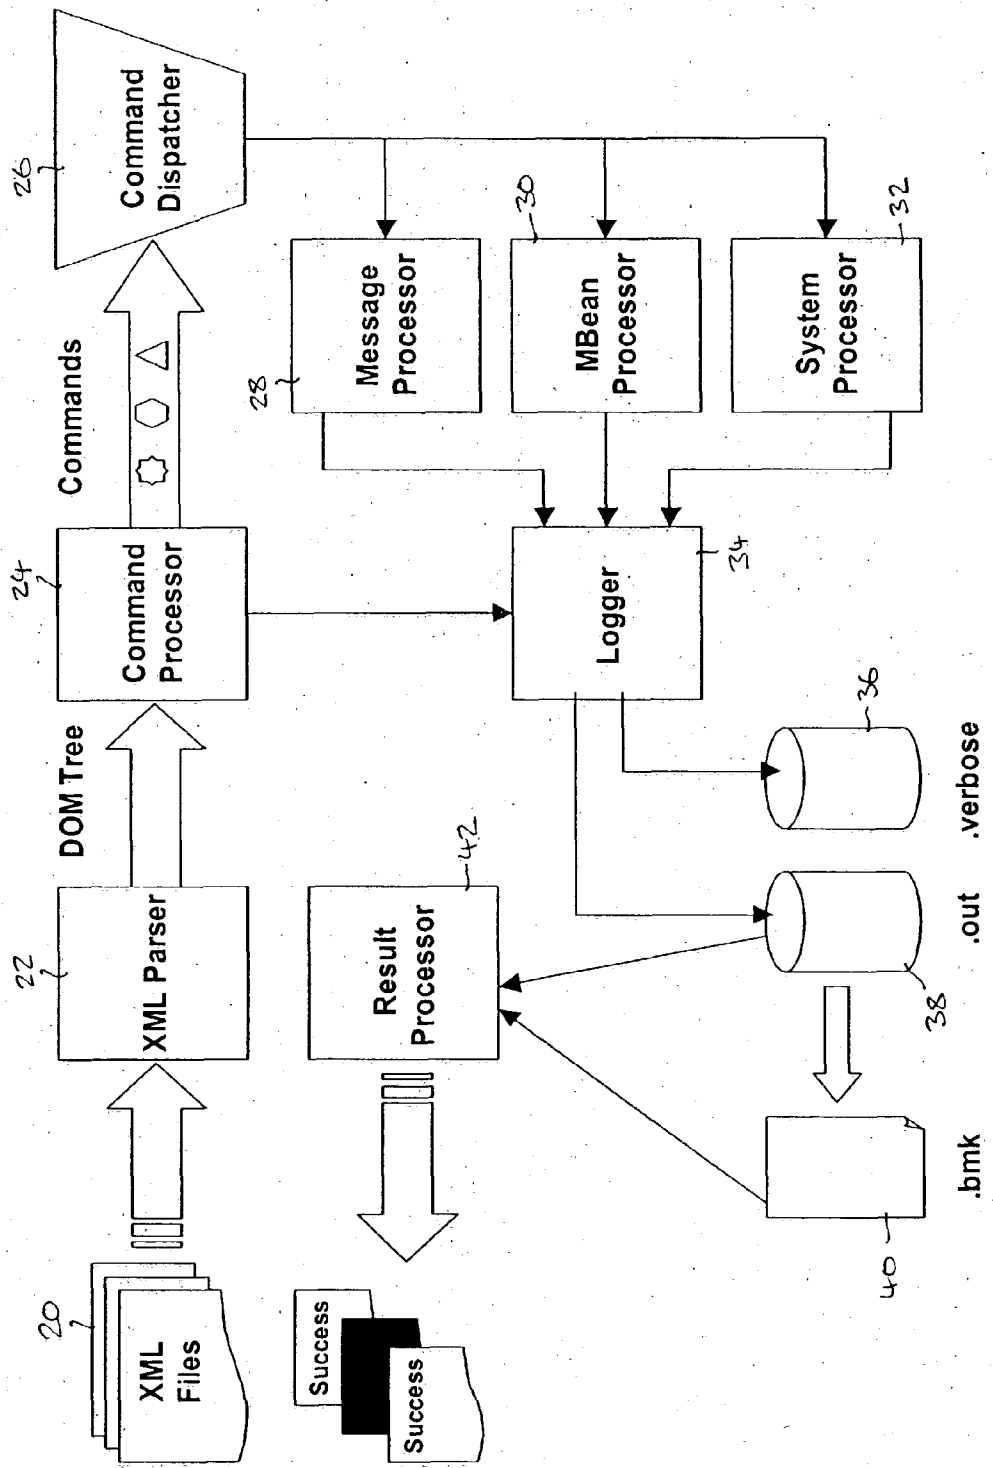 20
XML
Files
22
XML Parser
DOM Tree
24
Command
Processor
Commands
26
Command
Dispatcher
Success
Success
Result
Processor
42
28
Message
Processor
30
MBean
Processor
32
System
Processor
Logger
34
40
.bmk
38
.out
36
.verbose